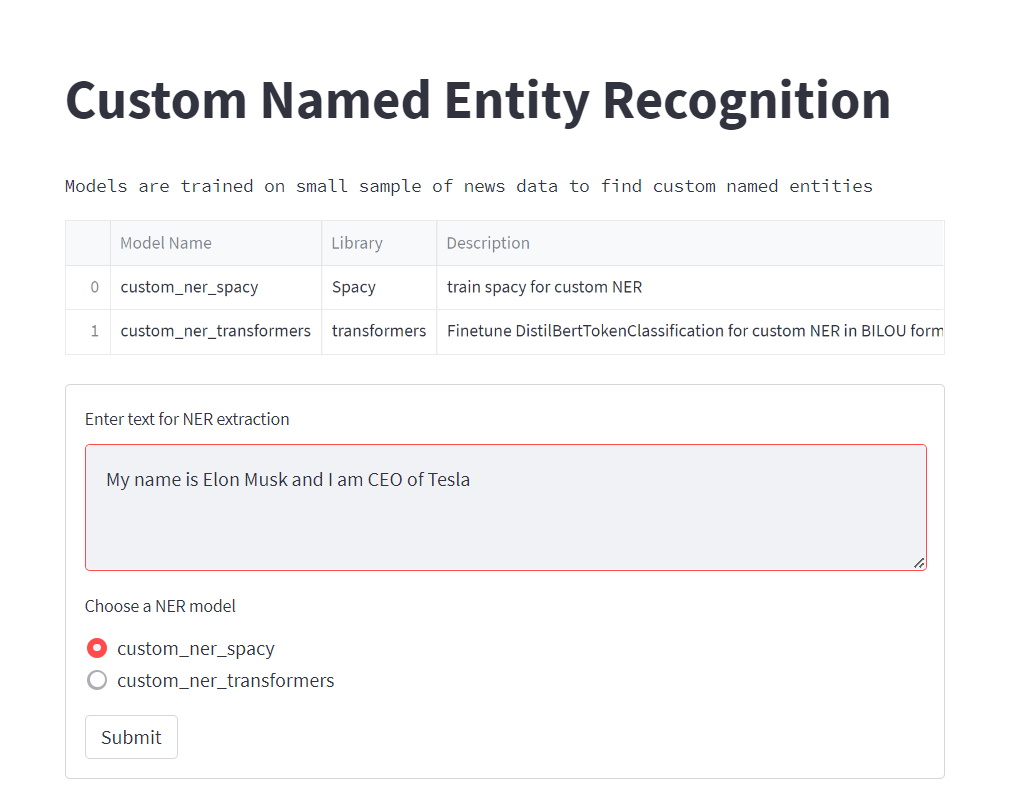 Custom Named Entity Recognition
Models are trained on small sample of news data to find custom named entities
Model Name Library Description
0 custom_ner_spacy Spacy train spacy for custom NER
1 custom_ner_transformers transformers Finetune DistilBertTokenClassification for custom NER in BILOU form
Enter text for NER extraction
My name is Elon Musk and I am CEO of Tesla
Choose a NER model
custom_ner_spacy
custom_ner_transformers
Submit